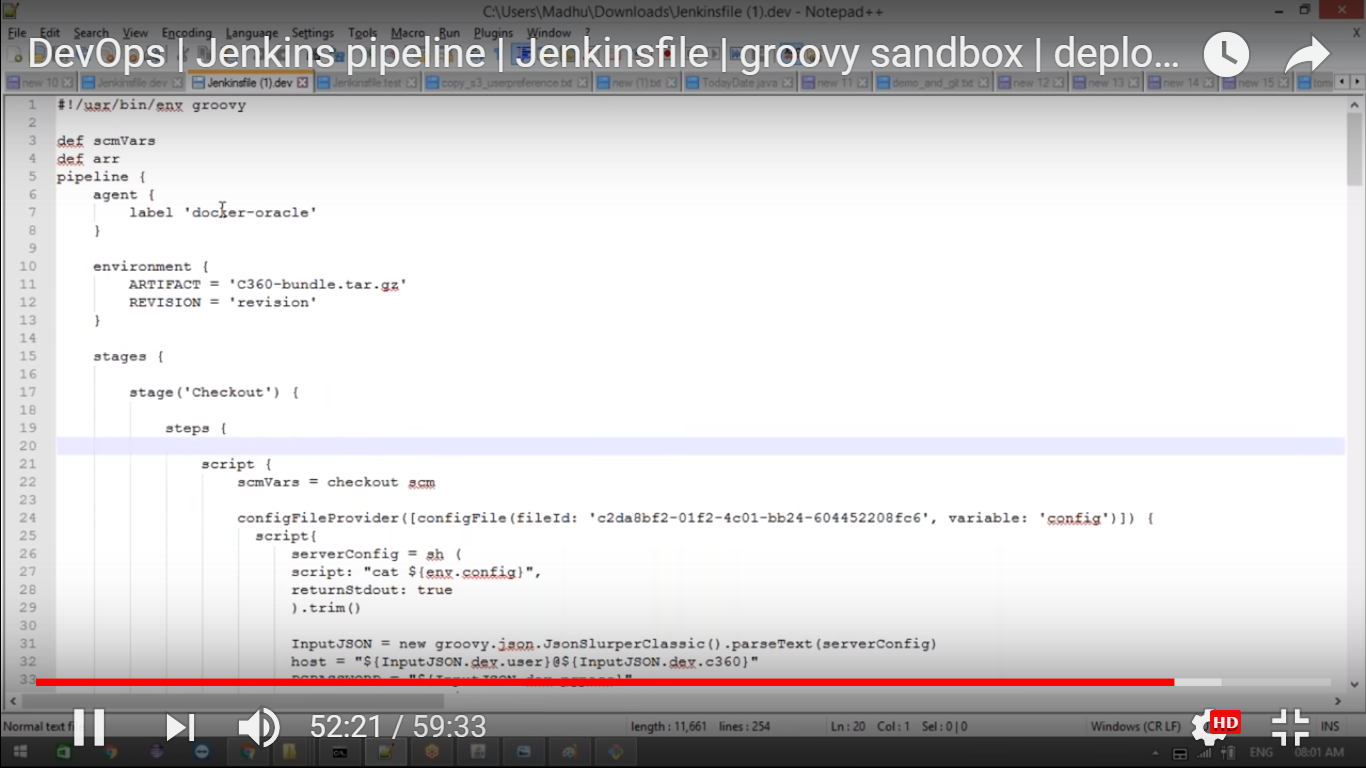 C:\Users\Madhu\Downloads\Jenkinsfile (1).dev - Notepad++
File Edit Search View Encoding Language Settings Tools Macro Run Plugins Window ?
DevOps | Jenkins pipeline | Jenkinsfile | groovy sandbox | deplo...
new 10 Jenkinsfile.dev Jenkinsfile (1).dev Jenkinsfile.test copy_s3_userpreference.txt new (1).txt TodayDate.java new 11 demo_and_git.txt new 12 new 13 new 14 new 15
1 #!/usr/bin/env groovy
2
3 def scmVars
4 def arr
5 pipeline {
6 agent {
7 label 'docker-oracle'
8 }
9
10 environment {
11 ARTIFACT = 'C360-bundle.tar.gz'
12 REVISION = 'revision'
13 }
14
15 stages {
16
17 stage('Checkout') {
18
19 steps {
20
21 script {
22 scmVars = checkout scm
23
24 configFileProvider([configFile(fileId: 'c2da8bf2-01f2-4c01-bb24-604452208fc6', variable: 'config')]) {
25 script{
26 serverConfig = sh (
27 script: "cat ${env.config}",
28 returnStdout: true
29 ).trim()
30
31 InputJSON = new groovy.json.JsonSlurperClassic().parseText(serverConfig)
32 host = "${InputJSON.dev.user}@${InputJSON.dev.c360}"
33
Normal text length : 11,661 lines : 254 Ln : 20 Col : 1 Sel : 0 | 0 Windows (CR LF) INS
52:21 / 59:33
HD
ENG 08:01 AM